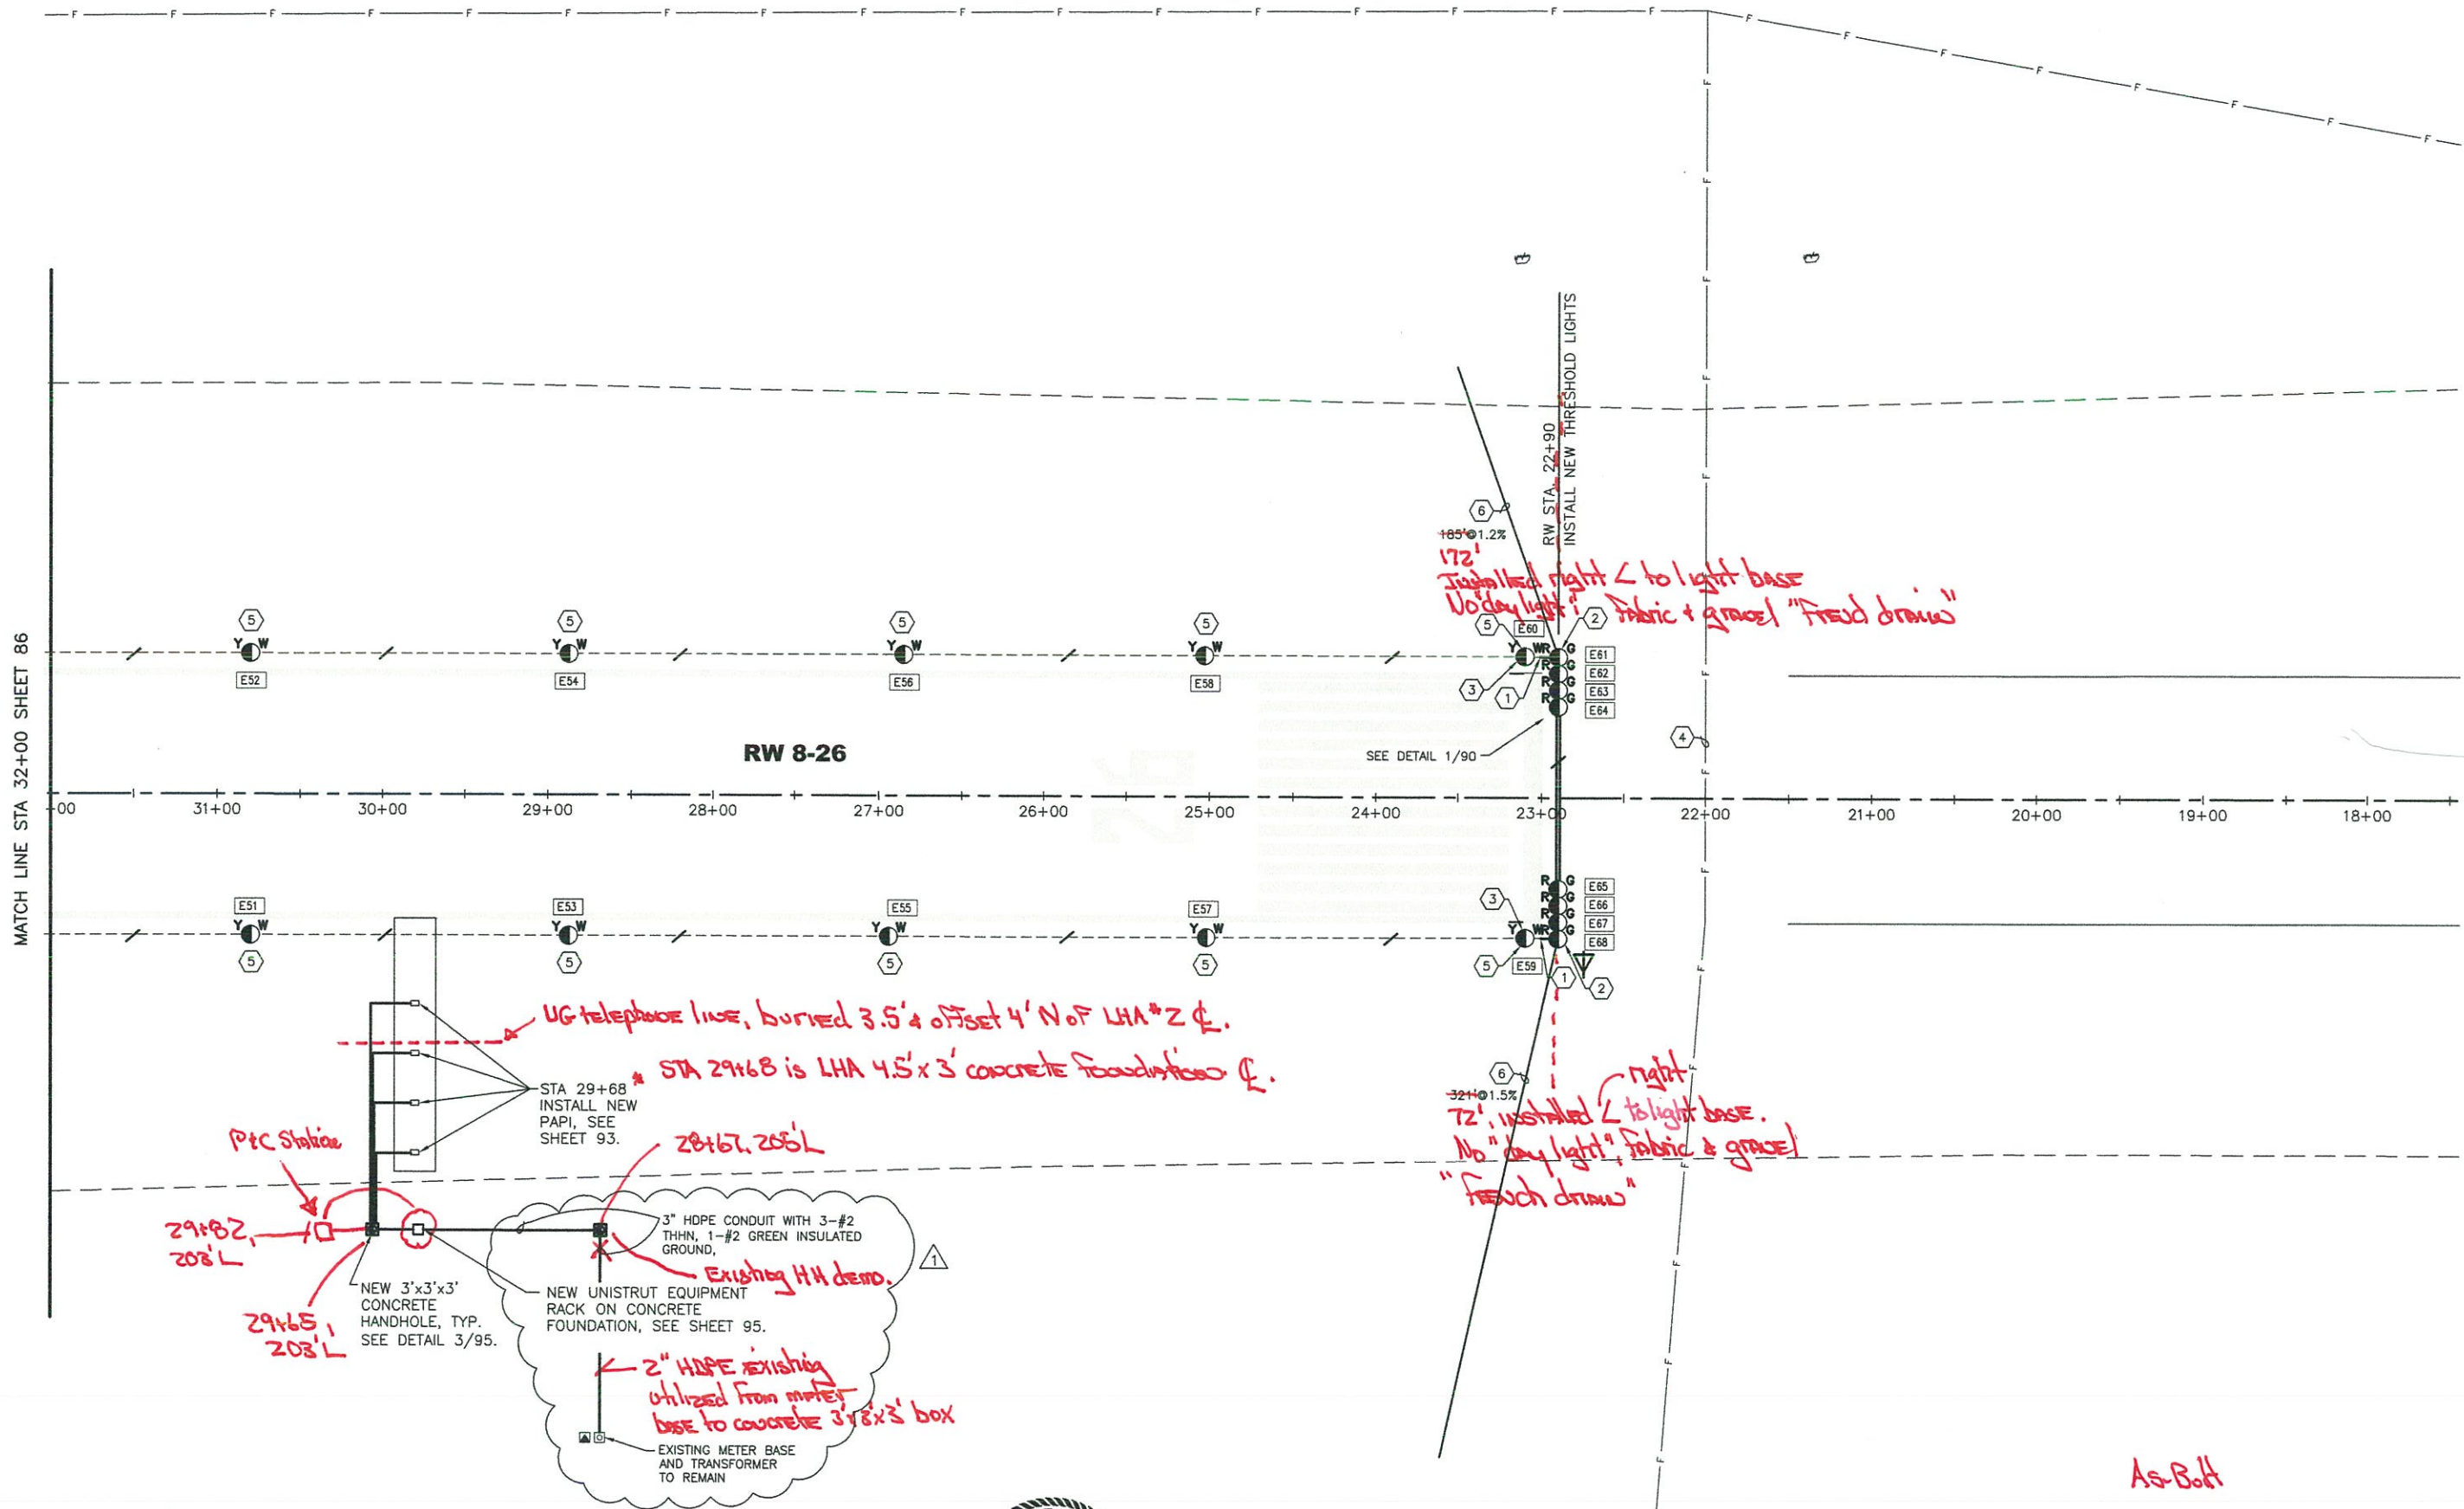 MATCH LINE STA 32+00 SHEET 86
RW STA. 22+90
INSTALL NEW THRESHOLD LIGHTS
6
185'@1.2%
172'
Installed right ∠ to light BASE
No "day light", Fabric & gravel "French drain"
5
5
5
5
5
E60
2
Y W
Y W
Y W
Y W
Y WR G
E61
R G
E62
R G
E63
R G
E64
E52
E54
E56
E58
3
1
SEE DETAIL 1/90
4
RW 8-26
+00
31+00
30+00
29+00
28+00
27+00
26+00
25+00
24+00
23+00
22+00
21+00
20+00
19+00
18+00
R G
E65
R G
E66
R G
E67
E51
E53
E55
E57
3
Y W
Y W
Y W
Y W
Y WR G
E68
5
5
5
5
5
E59
1
2
UG telephone line, buried 3.5' & offset 4' N of LHA #2 ℄.
* STA 29+68 is LHA 4.5'x3' concrete foundation ℄.
STA 29+68
INSTALL NEW
PAPI, SEE
SHEET 93.
6
321'@1.5%
right
72', installed ∠ to light BASE.
No "day light", fabric & gravel
"French drain"
P&C Station
28+67, 205'L
29+82,
203'L
3" HDPE CONDUIT WITH 3-#2
THHN, 1-#2 GREEN INSULATED
GROUND,
1
Existing HH demo.
NEW 3'x3'x3'
CONCRETE
HANDHOLE, TYP.
SEE DETAIL 3/95.
NEW UNISTRUT EQUIPMENT
RACK ON CONCRETE
FOUNDATION, SEE SHEET 95.
29+65,
203'L
2" HDPE existing
utilized from meter
base to concrete 3'x3'x3' box
EXISTING METER BASE
AND TRANSFORMER
TO REMAIN
As-Built
F F F F F F F F F F F F F F F F F F F F F F F F F